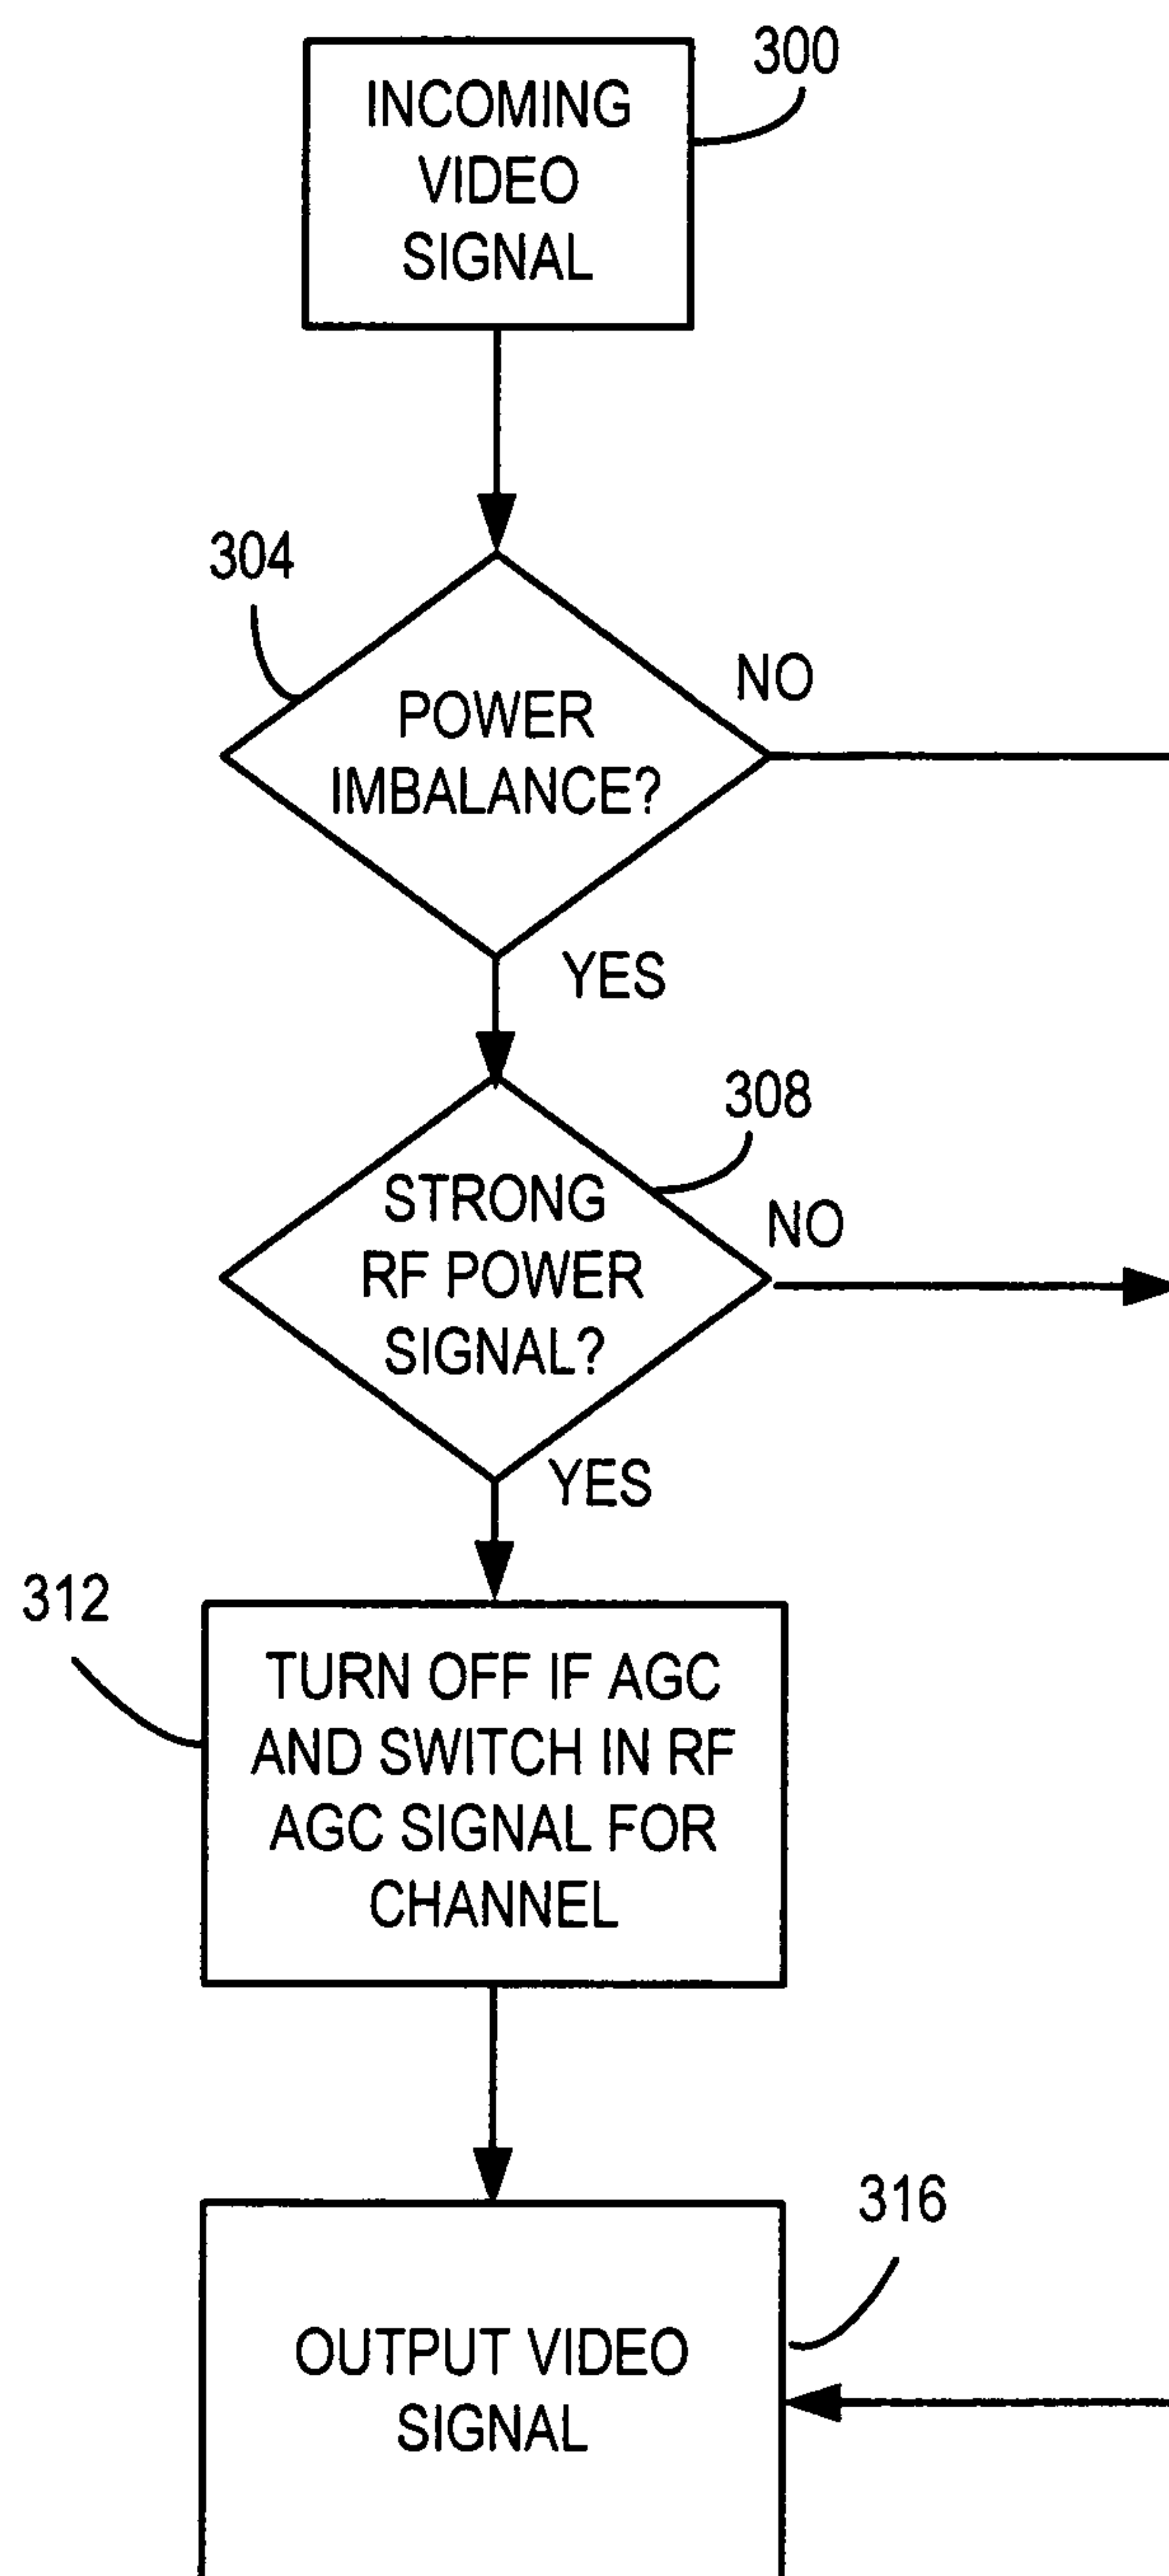 300
INCOMING
VIDEO
SIGNAL
304
POWER
IMBALANCE?
NO
YES
308
STRONG
RF POWER
SIGNAL?
NO
YES
312
TURN OFF IF AGC
AND SWITCH IN RF
AGC SIGNAL FOR
CHANNEL
316
OUTPUT VIDEO
SIGNAL